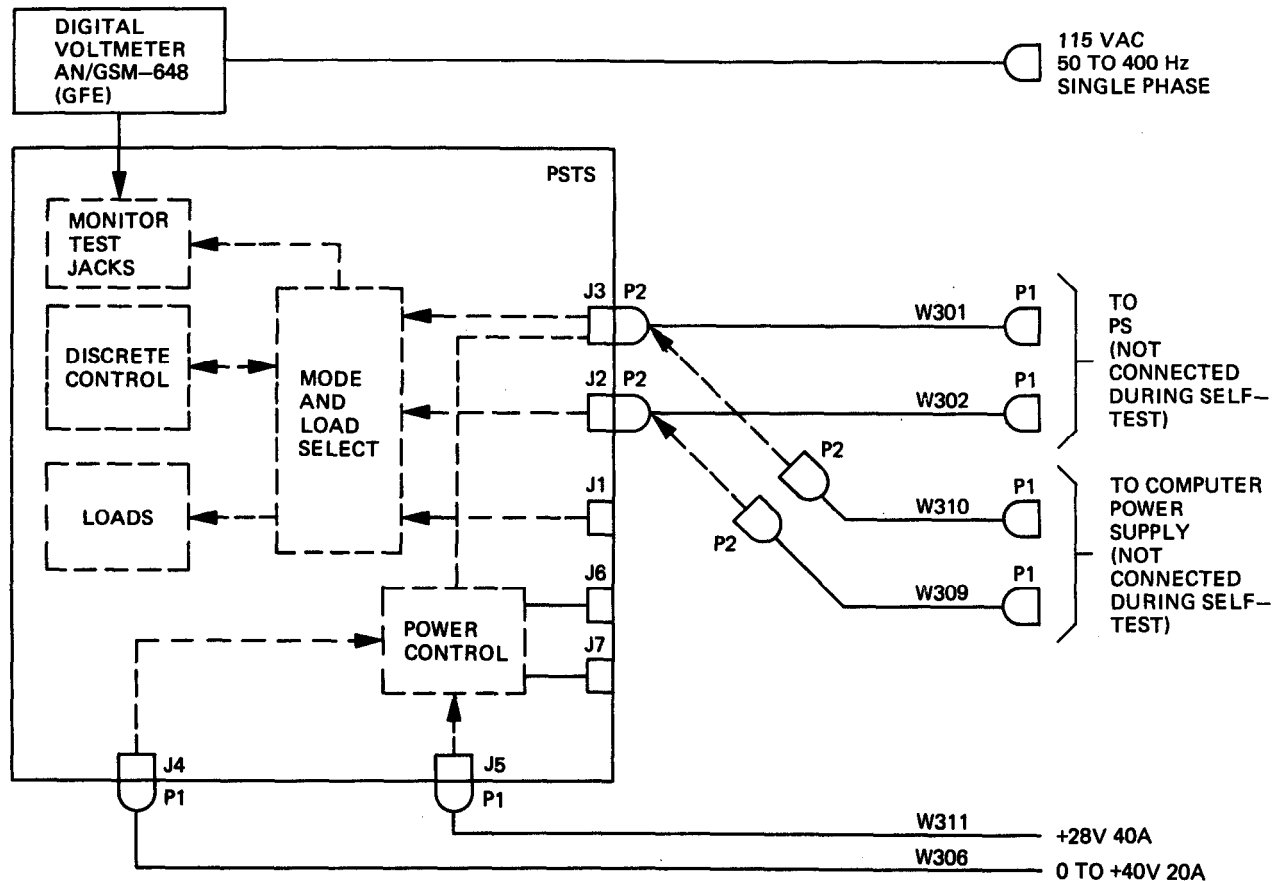 DIGITAL
VOLTMETER
AN/GSM–648
(GFE)
115 VAC
50 TO 400 Hz
SINGLE PHASE
PSTS
MONITOR
TEST
JACKS
DISCRETE
CONTROL
LOADS
MODE
AND
LOAD
SELECT
POWER
CONTROL
J3 P2
J2 P2
J1
J6
J7
J4
P1
J5
P1
W301
P1
W302
P1
TO
PS
(NOT
CONNECTED
DURING SELF–
TEST)
P2
W310
P1
P2
W309
P1
TO COMPUTER
POWER
SUPPLY
(NOT
CONNECTED
DURING SELF–
TEST)
W311
+28V 40A
W306
0 TO +40V 20A